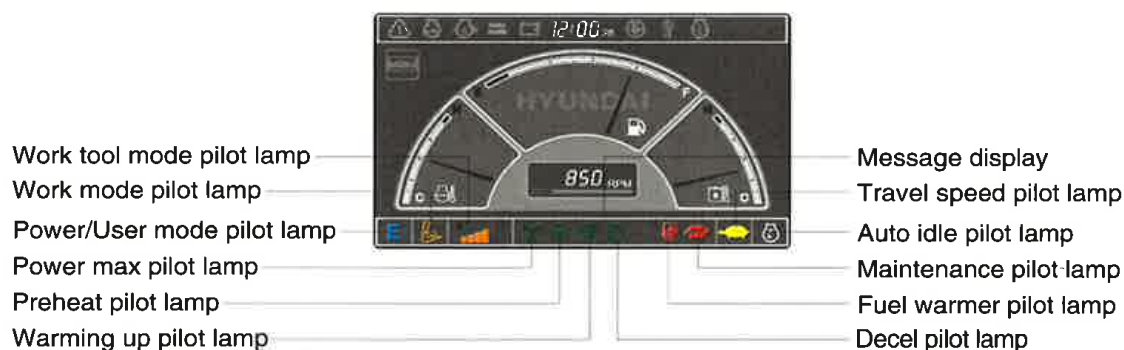 12:00
MENU
E
F
HYUNDAI
H
H
C
C
850 RPM
E
Work tool mode pilot lamp
Work mode pilot lamp
Power/User mode pilot lamp
Power max pilot lamp
Preheat pilot lamp
Warming up pilot lamp
Message display
Travel speed pilot lamp
Auto idle pilot lamp
Maintenance pilot lamp
Fuel warmer pilot lamp
Decel pilot lamp